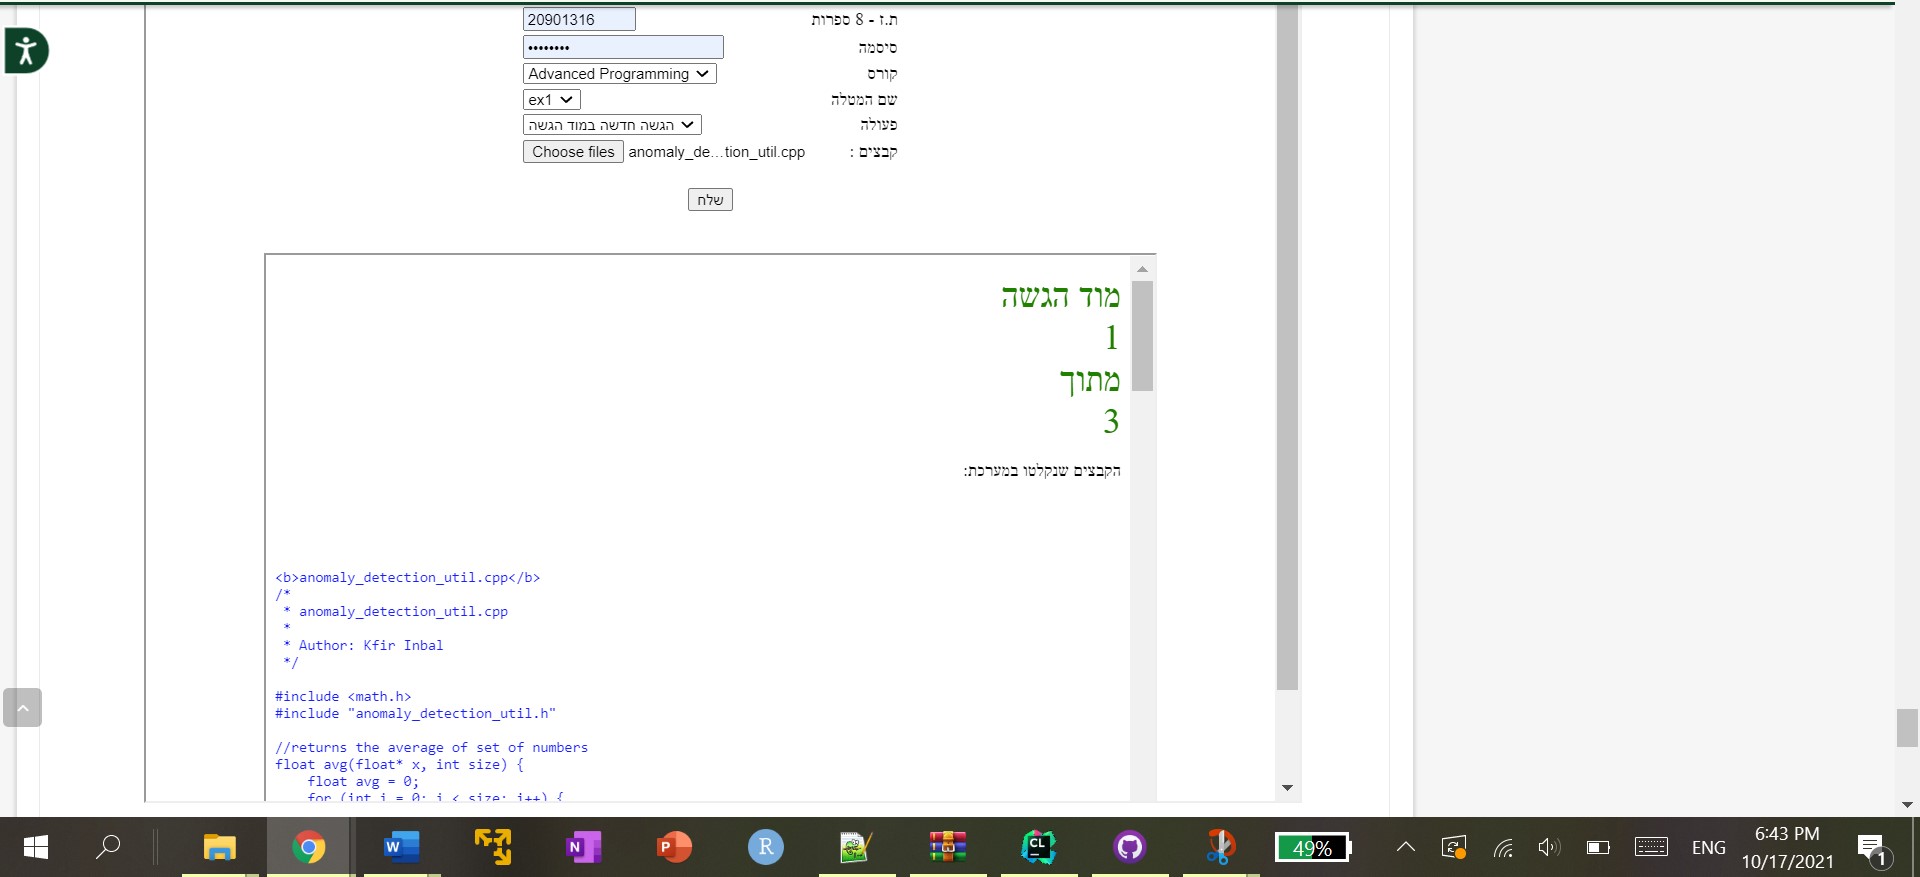 ת.ז - 8 ספרות 20901316
סיסמה ••••••••
קורס Advanced Programming
שם המטלה ex1
פעולה הגשה חדשה במוד הגשה
קבצים : Choose files anomaly_de...tion_util.cpp
שלח
מוד הגשה
1
מתוך
3
הקבצים שנקלטו במערכת:
<b>anomaly_detection_util.cpp</b>
/*
* anomaly_detection_util.cpp
*
* Author: Kfir Inbal
*/
#include <math.h>
#include "anomaly_detection_util.h"
//returns the average of set of numbers
float avg(float* x, int size) {
float avg = 0;
for (int i = 0; i < size; i++) {
W
N
P
R
CL
49%
ENG
6:43 PM
10/17/2021
1